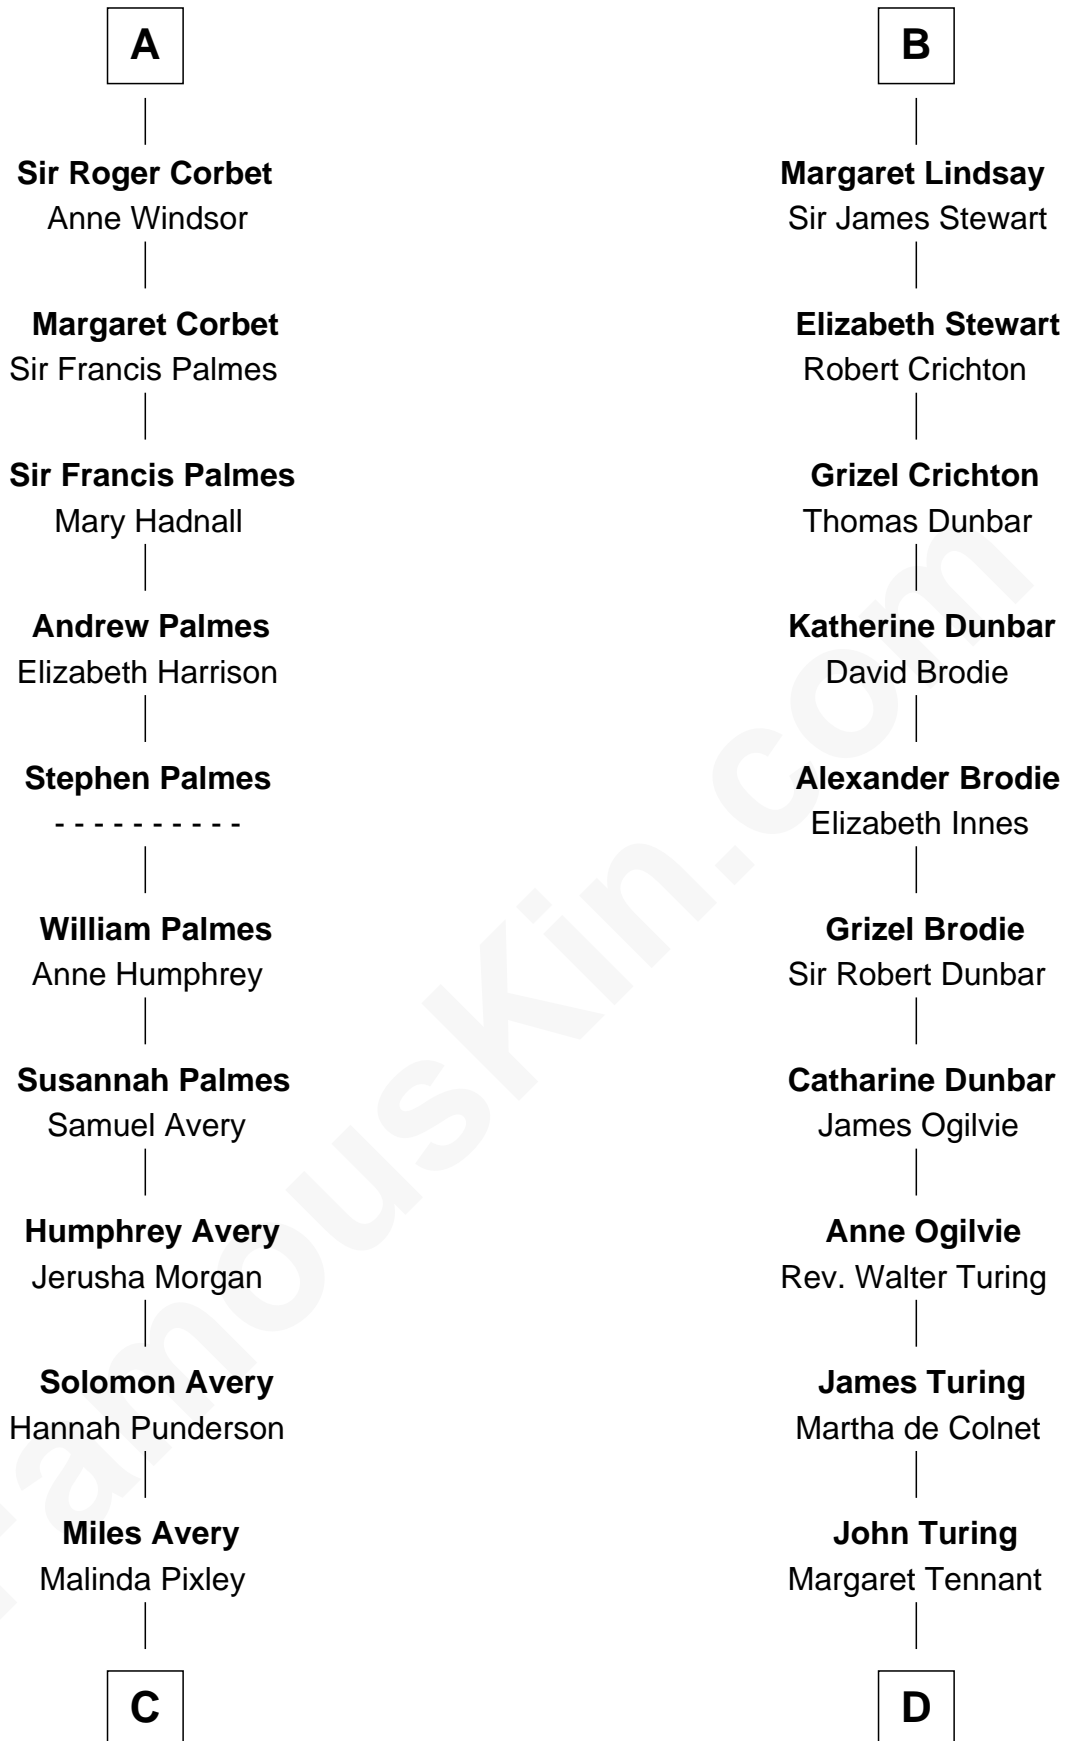 A
Sir Roger Corbet
Anne Windsor
Margaret Corbet
Sir Francis Palmes
Sir Francis Palmes
Mary Hadnall
Andrew Palmes
Elizabeth Harrison
Stephen Palmes
- - - - - - - - - -
William Palmes
Anne Humphrey
Susannah Palmes
Samuel Avery
Humphrey Avery
Jerusha Morgan
Solomon Avery
Hannah Punderson
Miles Avery
Malinda Pixley
C
B
Margaret Lindsay
Sir James Stewart
Elizabeth Stewart
Robert Crichton
Grizel Crichton
Thomas Dunbar
Katherine Dunbar
David Brodie
Alexander Brodie
Elizabeth Innes
Grizel Brodie
Sir Robert Dunbar
Catharine Dunbar
James Ogilvie
Anne Ogilvie
Rev. Walter Turing
James Turing
Martha de Colnet
John Turing
Margaret Tennant
D
FamousKin.com